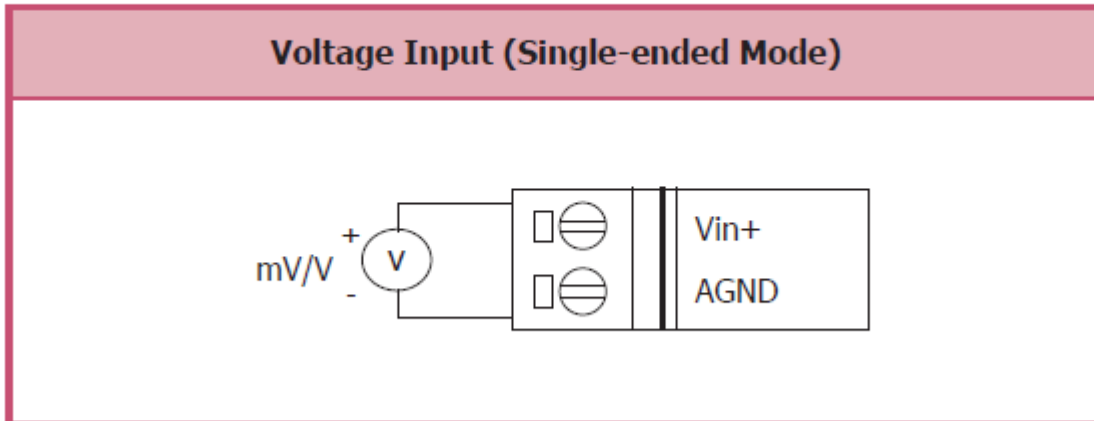 Voltage Input (Single-ended Mode)
+
mV/V
V
-
Vin+
AGND